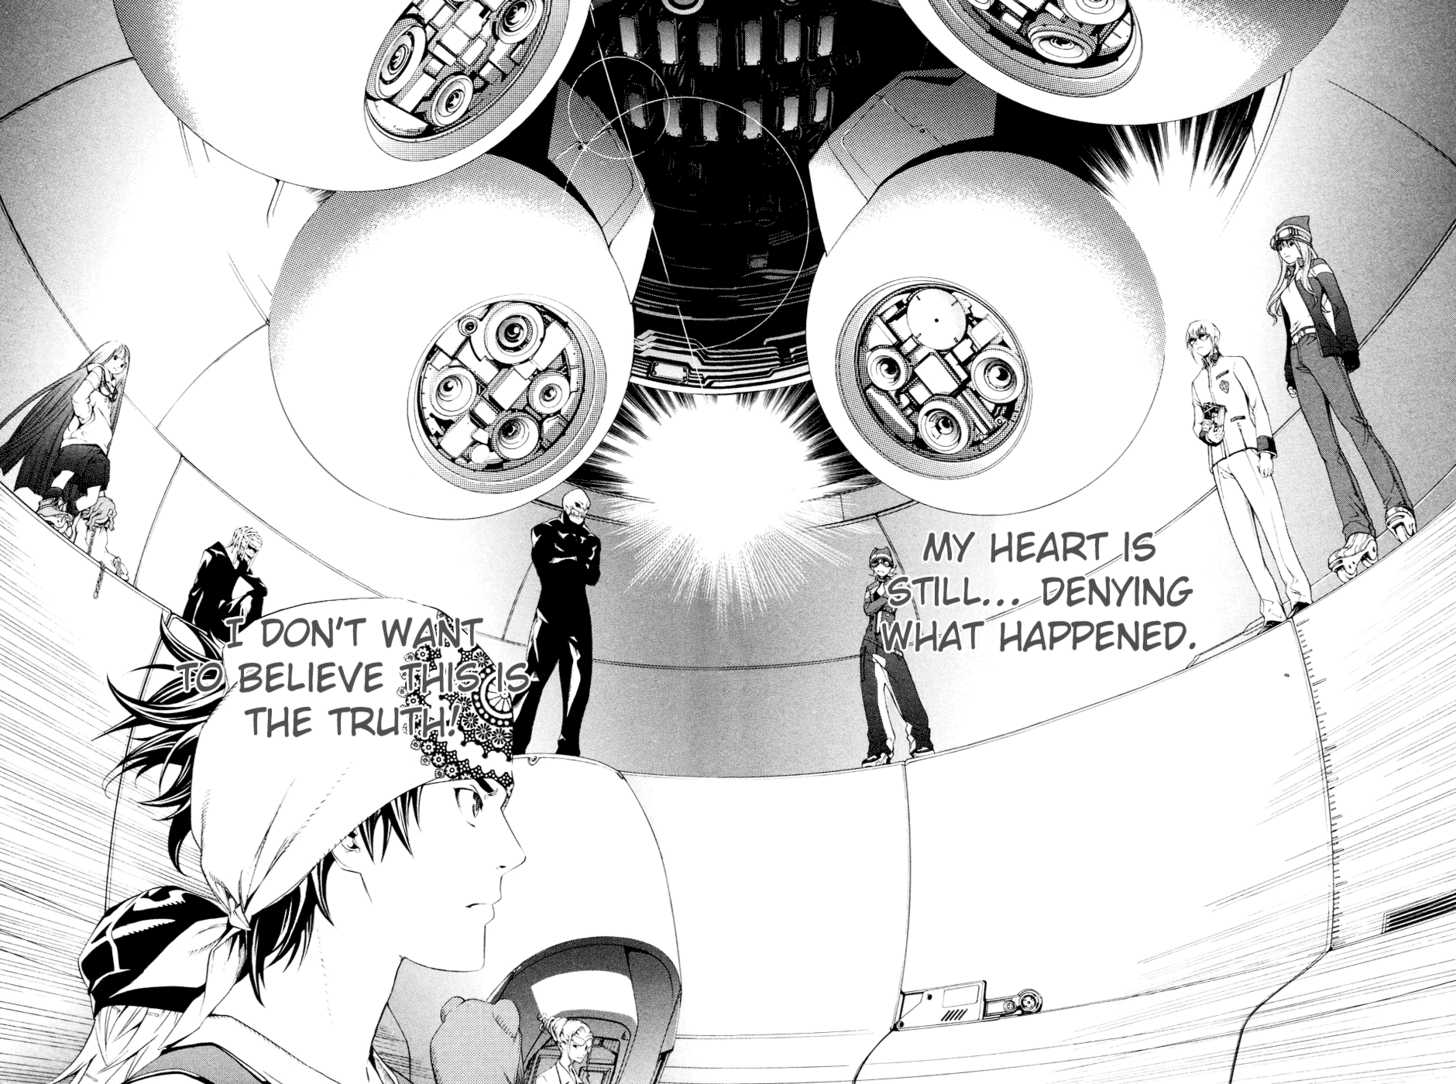 MY HEART IS
STILL... DENYING
WHAT HAPPENED.
I DON'T WANT
TO BELIEVE THIS IS
THE TRUTH!